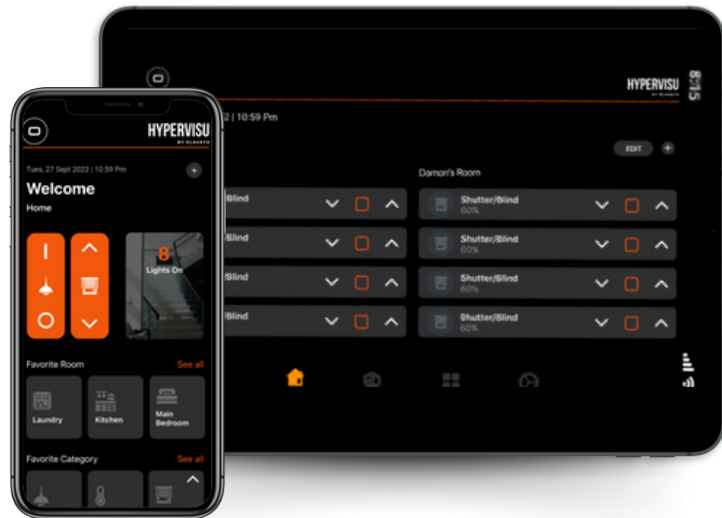 HYPERVISU
BY ELAUSYS
Tues, 27 Sept 2022 | 10:59 Pm
Welcome
Home
8
Lights On
Favorite Room
See all
Laundry
Kitchen
Main
Bedroom
Favorite Category
See all
HYPERVISU
8:15
2 | 10:59 Pm
EDIT
Damon's Room
/Blind
/Blind
/Blind
/Blind
Shutter/Blind
60%
Shutter/Blind
60%
Shutter/Blind
60%
Shutter/Blind
60%